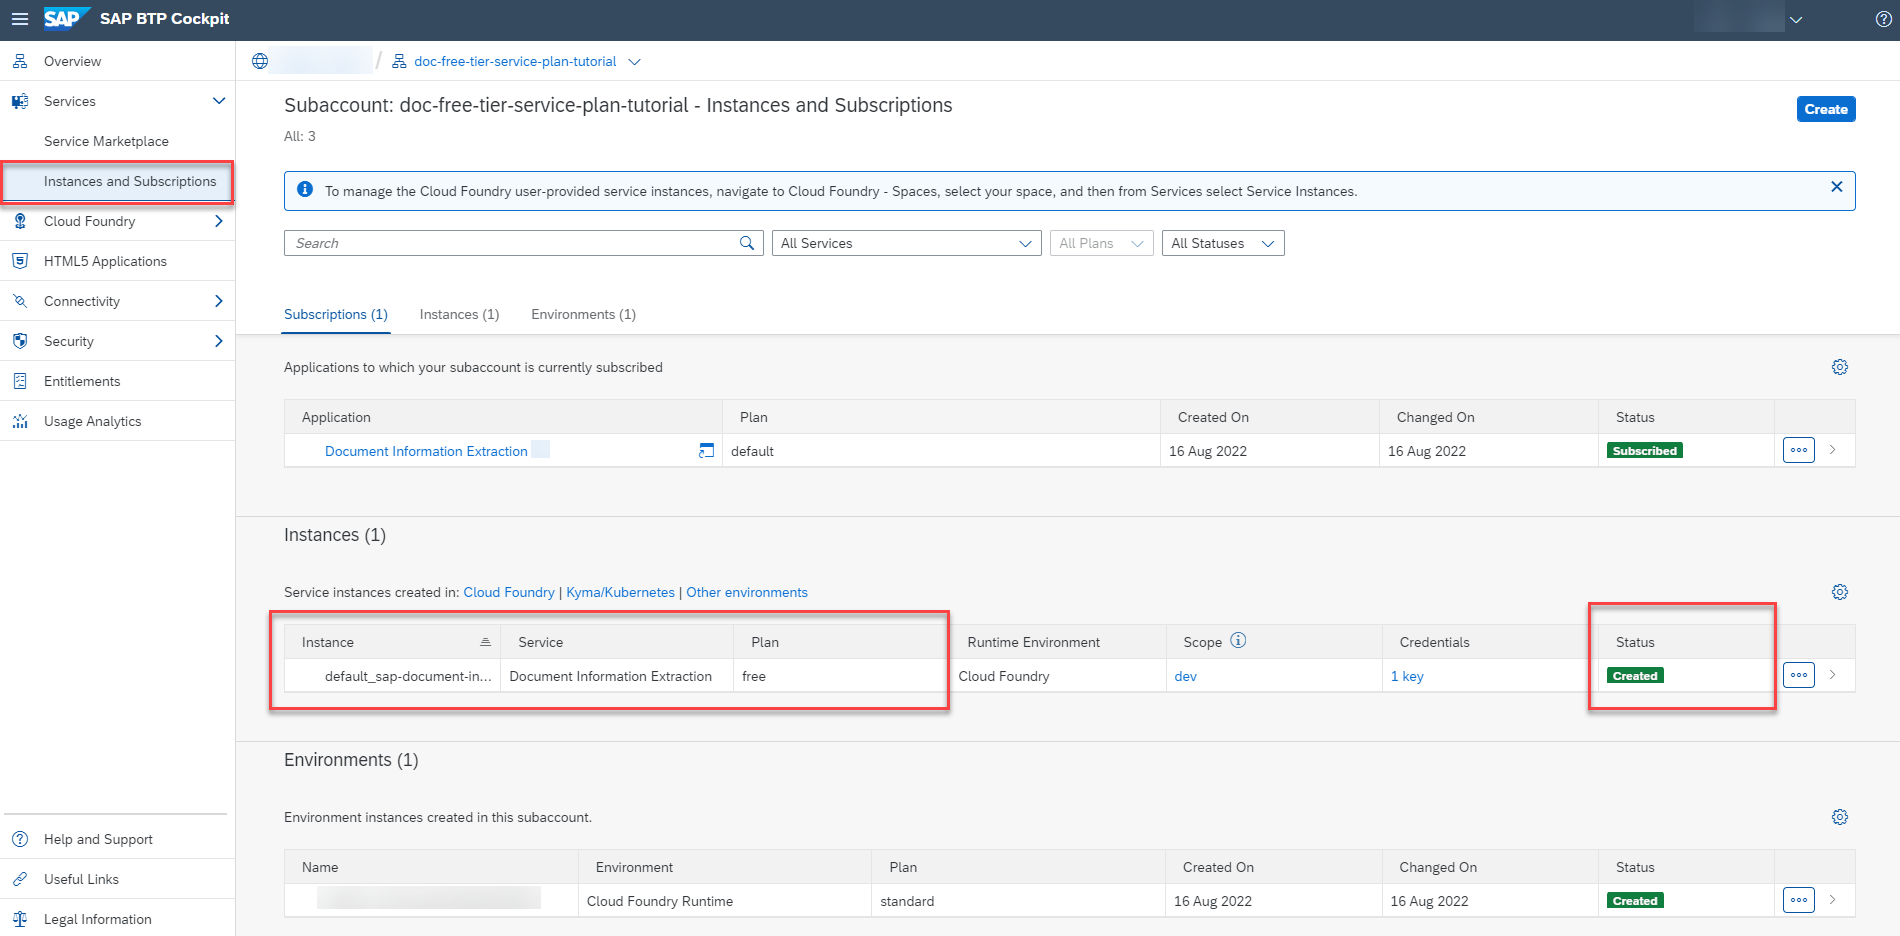 SAP SAP BTP Cockpit
Overview
Services
Service Marketplace
Instances and Subscriptions
Cloud Foundry
HTML5 Applications
Connectivity
Security
Entitlements
Usage Analytics
Help and Support
Useful Links
Legal Information
/ doc-free-tier-service-plan-tutorial
Subaccount: doc-free-tier-service-plan-tutorial - Instances and Subscriptions
Create
All: 3
To manage the Cloud Foundry user-provided service instances, navigate to Cloud Foundry - Spaces, select your space, and then from Services select Service Instances.
Search All Services All Plans All Statuses
Subscriptions (1) Instances (1) Environments (1)
Applications to which your subaccount is currently subscribed
Application Plan Created On Changed On Status
Document Information Extraction default 16 Aug 2022 16 Aug 2022 Subscribed
Instances (1)
Service instances created in: Cloud Foundry | Kyma/Kubernetes | Other environments
Instance Service Plan Runtime Environment Scope Credentials Status
default_sap-document-in... Document Information Extraction free Cloud Foundry dev 1 key Created
Environments (1)
Environment instances created in this subaccount.
Name Environment Plan Created On Changed On Status
Cloud Foundry Runtime standard 16 Aug 2022 16 Aug 2022 Created